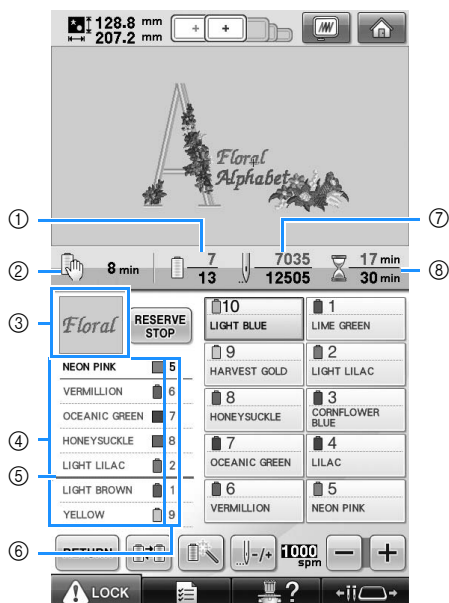 128.8 mm
207.2 mm
Floral
Alphabet
① ⑦
② 8 min 7 7035 17 min ⑧
13 12505 30 min
③ Floral RESERVE
STOP
10 LIGHT BLUE
1 LIME GREEN
9 HARVEST GOLD
2 LIGHT LILAC
8 HONEYSUCKLE
3 CORNFLOWER
BLUE
7 OCEANIC GREEN
4 LILAC
6 VERMILLION
5 NEON PINK
NEON PINK 5
VERMILLION 6
OCEANIC GREEN 7
④ HONEYSUCKLE 8
LIGHT LILAC 2
⑤ LIGHT BROWN 1
YELLOW 9
⑥
RETURN -/+ 1000 spm − +
LOCK ?